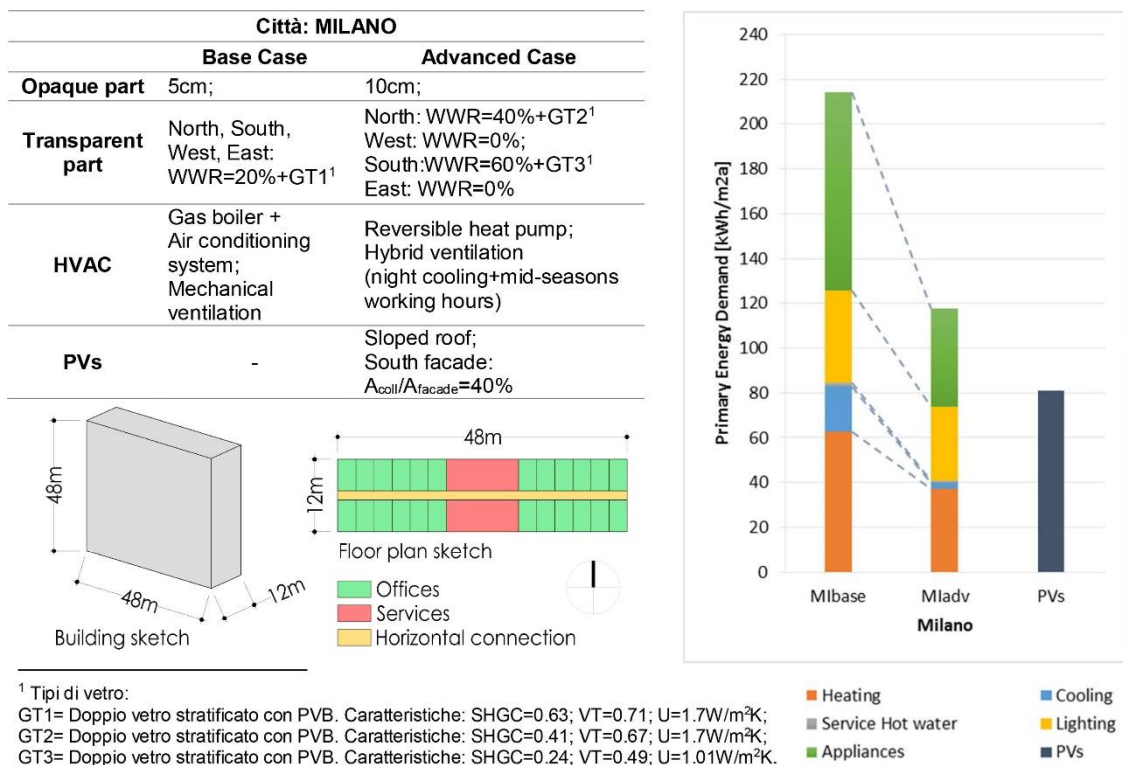 Città: MILANO
Base Case Advanced Case
Opaque part 5cm; 10cm;
Transparent part
North, South,
West, East:
WWR=20%+GT1¹
North: WWR=40%+GT2¹
West: WWR=0%;
South:WWR=60%+GT3¹
East: WWR=0%
HVAC
Gas boiler +
Air conditioning
system;
Mechanical
ventilation
Reversible heat pump;
Hybrid ventilation
(night cooling+mid-seasons
working hours)
PVs
-
Sloped roof;
South facade:
Acoll/Afacade=40%
48m
48m
12m
Building sketch
48m
12m
Floor plan sketch
Offices
Services
Horizontal connection
¹ Tipi di vetro:
GT1= Doppio vetro stratificato con PVB. Caratteristiche: SHGC=0.63; VT=0.71; U=1.7W/m²K;
GT2= Doppio vetro stratificato con PVB. Caratteristiche: SHGC=0.41; VT=0.67; U=1.7W/m²K;
GT3= Doppio vetro stratificato con PVB. Caratteristiche: SHGC=0.24; VT=0.49; U=1.01W/m²K.
Primary Energy Demand [kWh/m2a]
240
220
200
180
160
140
120
100
80
60
40
20
0
MIbase MIadv PVs
Milano
Heating Cooling
Service Hot water Lighting
Appliances PVs